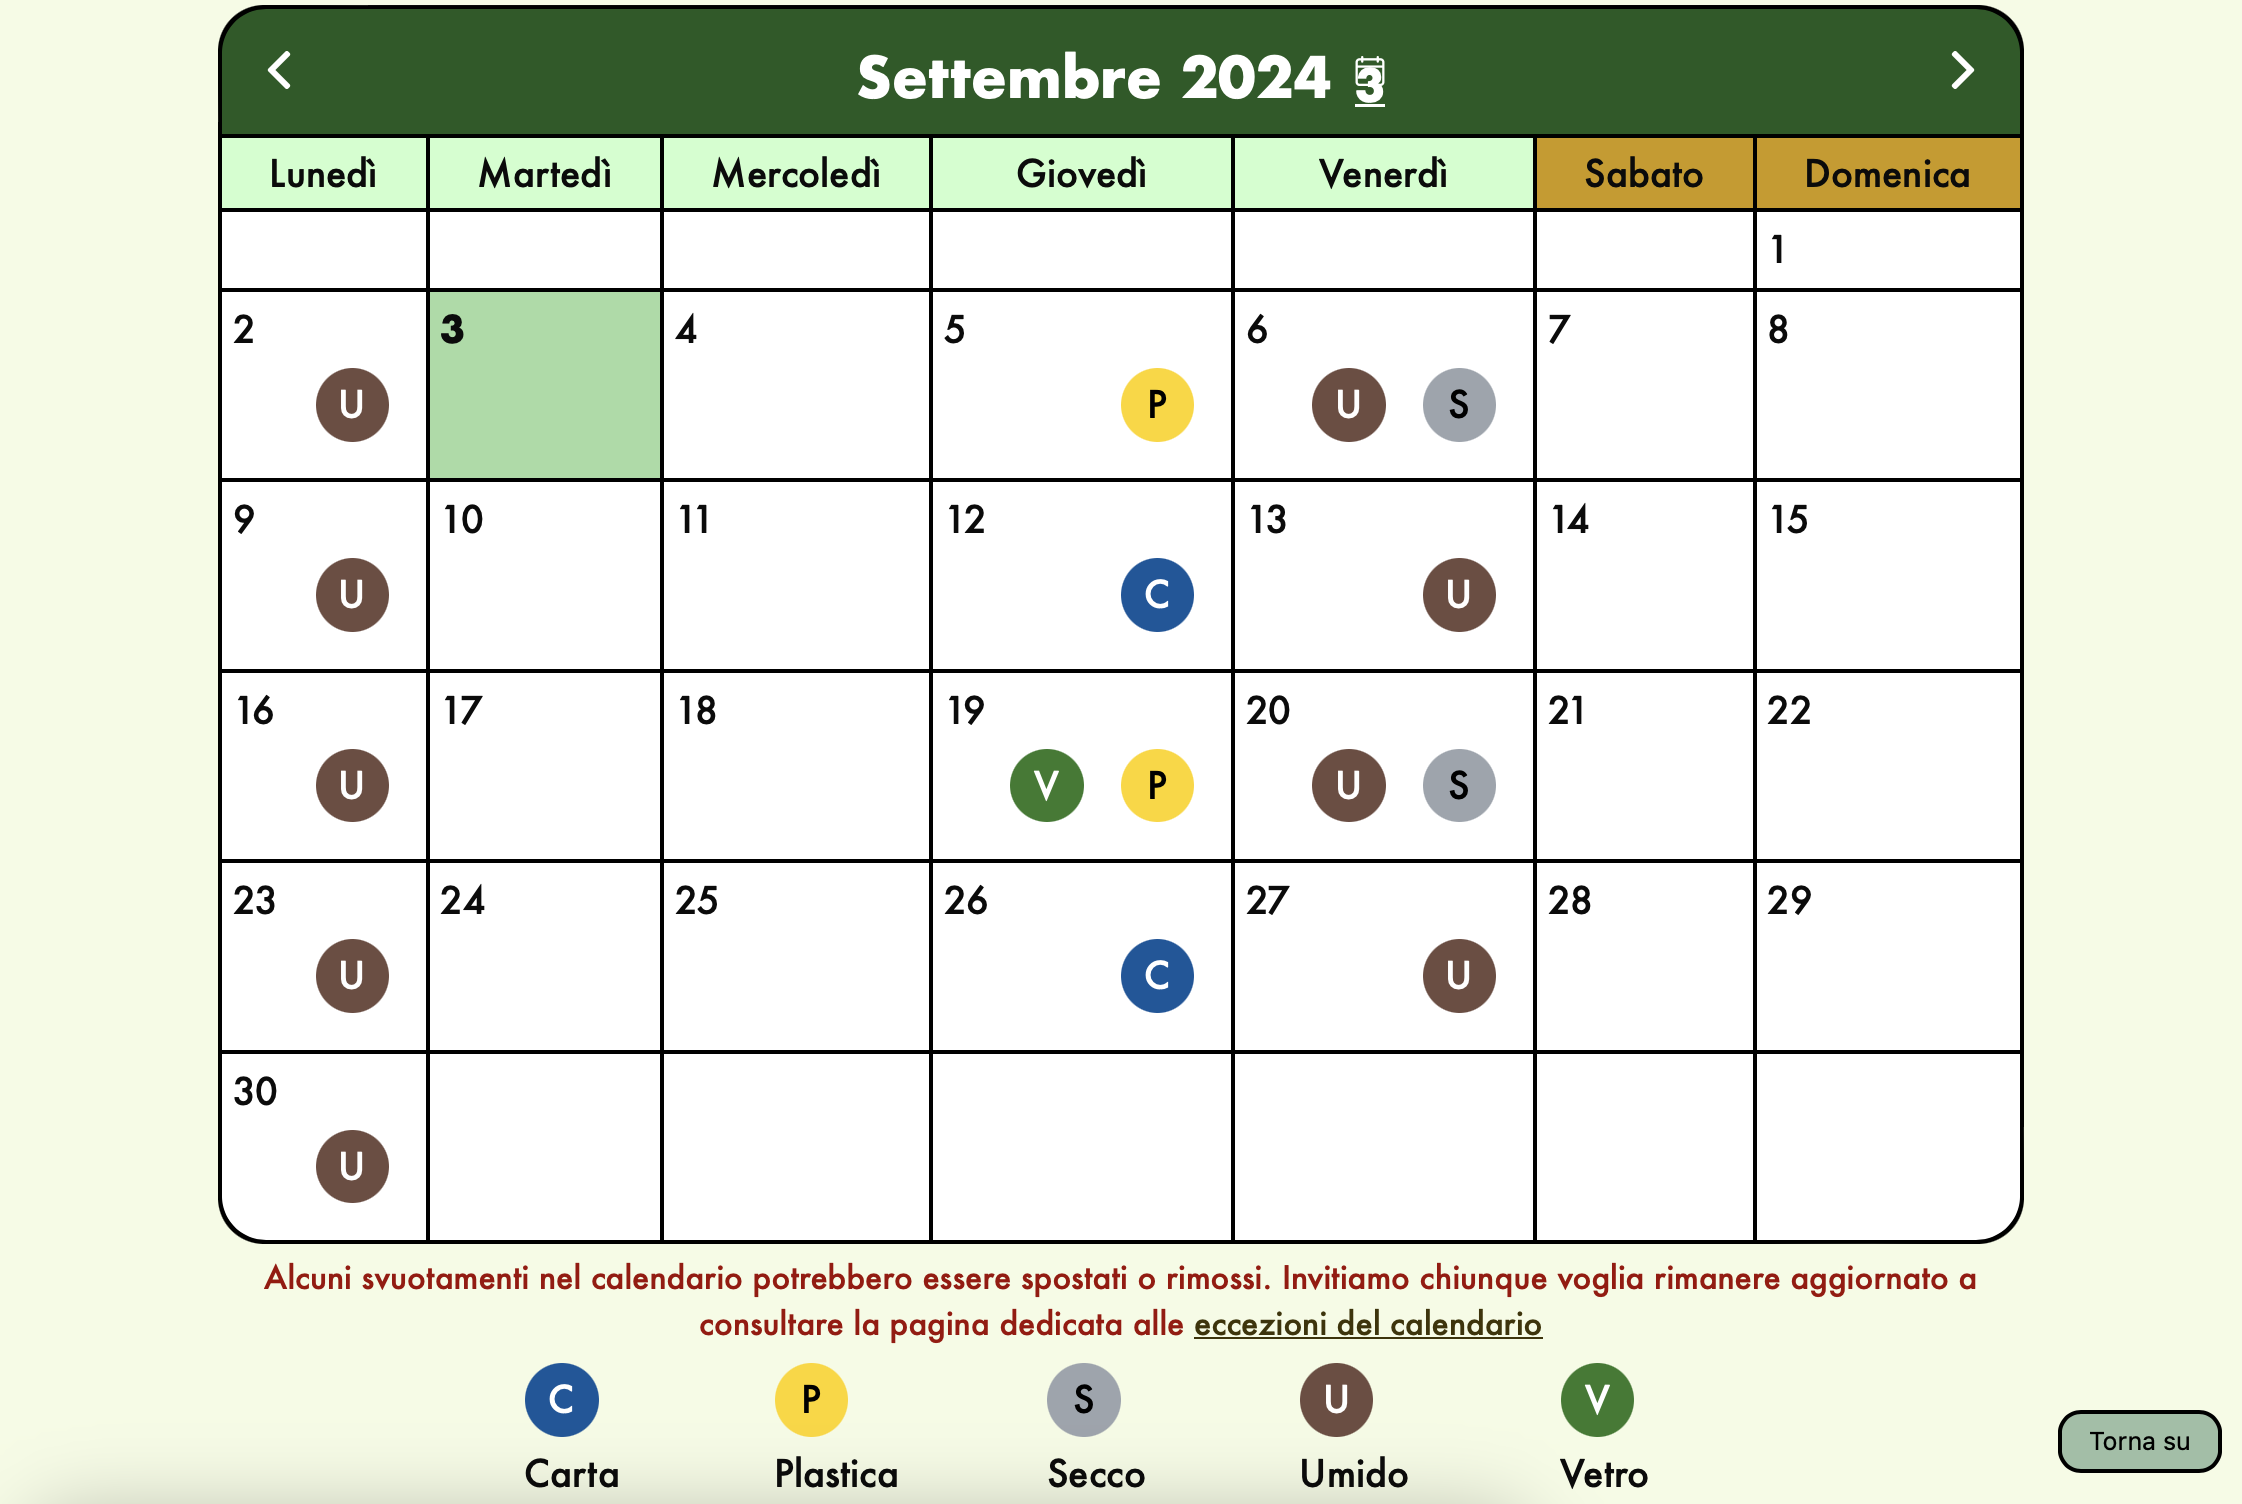 Settembre 2024 3
Lunedì Martedì Mercoledì Giovedì Venerdì Sabato Domenica
1
2 3 4 5 6 7 8
U P U S
9 10 11 12 13 14 15
U C U
16 17 18 19 20 21 22
U V P U S
23 24 25 26 27 28 29
U C U
30
U
Alcuni svuotamenti nel calendario potrebbero essere spostati o rimossi. Invitiamo chiunque voglia rimanere aggiornato a
consultare la pagina dedicata alle eccezioni del calendario
C P S U V
Carta Plastica Secco Umido Vetro
Torna su